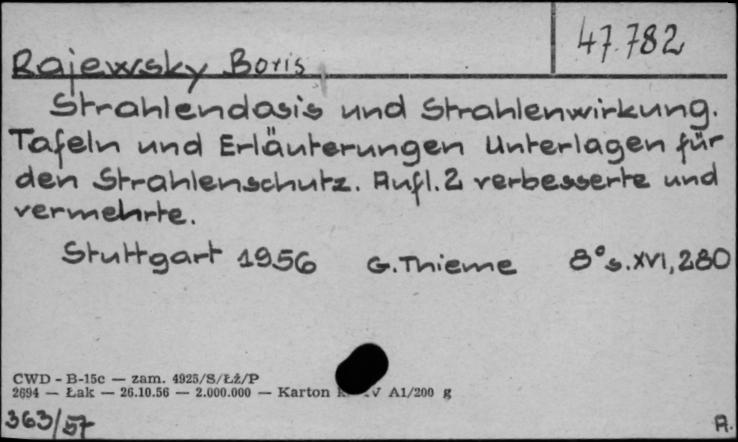 47.782
Rajewsky Boris
Strahlendosis und Strahlenwirkung.
Tafeln und Erläuterungen Unterlagen für
den Strahlenschutz. Aufl.2 verbesserte und
vermehrte.
Stuttgart 1956 G.Thieme 8° s.XVI,280
CWD - B-15c — zam. 4925/S/Łż/P
2694 — Łak — 26.10.56 — 2.000.000 — Karton A1/200 g
363/57 A.